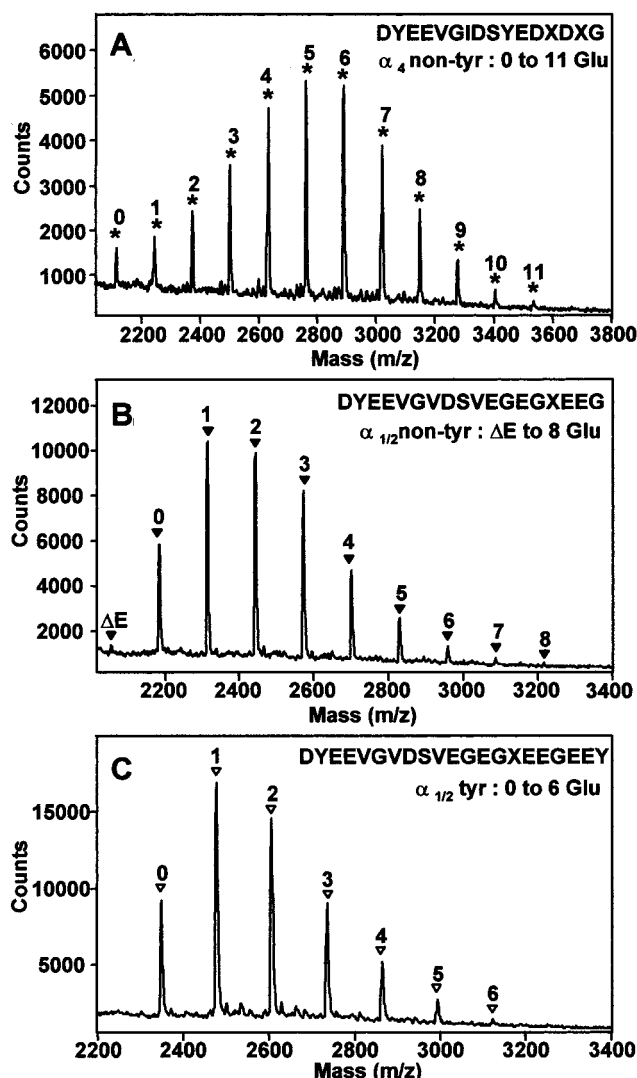 A
DYEEVGIDSYEDXDXG
α 4 non-tyr : 0 to 11 Glu
6000
5000
4000
3000
2000
1000
Counts
0
*
1
*
2
*
3
*
4
*
5
*
6
*
7
*
8
*
9
*
10
*
11
*
2200 2400 2600 2800 3000 3200 3400 3600 3800
Mass (m/z)
B
DYEEVGVDSVEGEGXEEG
α 1/2 non-tyr : ΔE to 8 Glu
12000
10000
8000
6000
4000
2000
Counts
ΔE
0
1
2
3
4
5
6
7
8
2200 2400 2600 2800 3000 3200 3400
Mass (m/z)
C
DYEEVGVDSVEGEGXEEGEEY
α 1/2 tyr : 0 to 6 Glu
15000
10000
5000
Counts
0
1
2
3
4
5
6
2200 2400 2600 2800 3000 3200 3400
Mass (m/z)